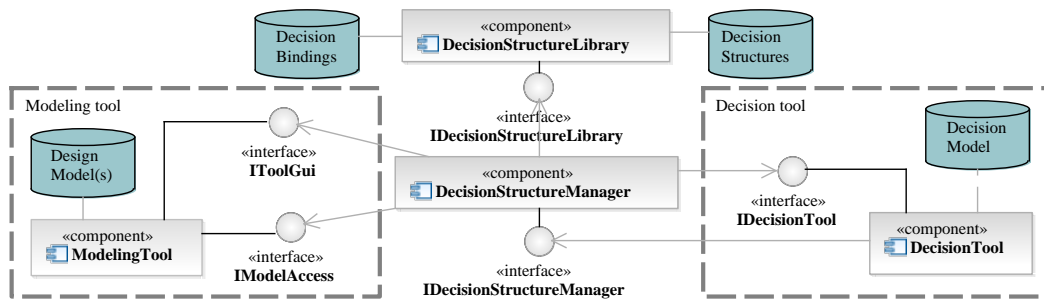 Decision
Bindings
«component»
DecisionStructureLibrary
Decision
Structures
Modeling tool
«interface»
IDecisionStructureLibrary
Decision tool
Design
Model(s)
«interface»
IToolGui
«component»
DecisionStructureManager
Decision
Model
«interface»
IDecisionTool
«component»
ModelingTool
«interface»
IModelAccess
«interface»
IDecisionStructureManager
«component»
DecisionTool